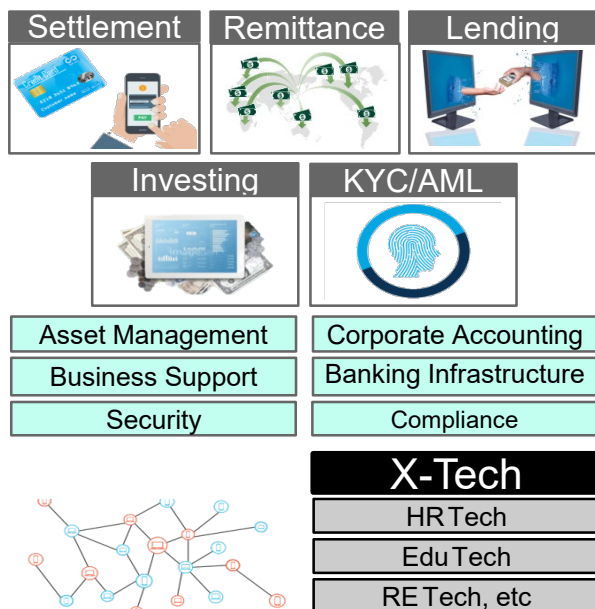 Settlement
Remittance
Lending
Investing
KYC/AML
Asset Management
Corporate Accounting
Business Support
Banking Infrastructure
Security
Compliance
X-Tech
HR Tech
Edu Tech
RE Tech, etc